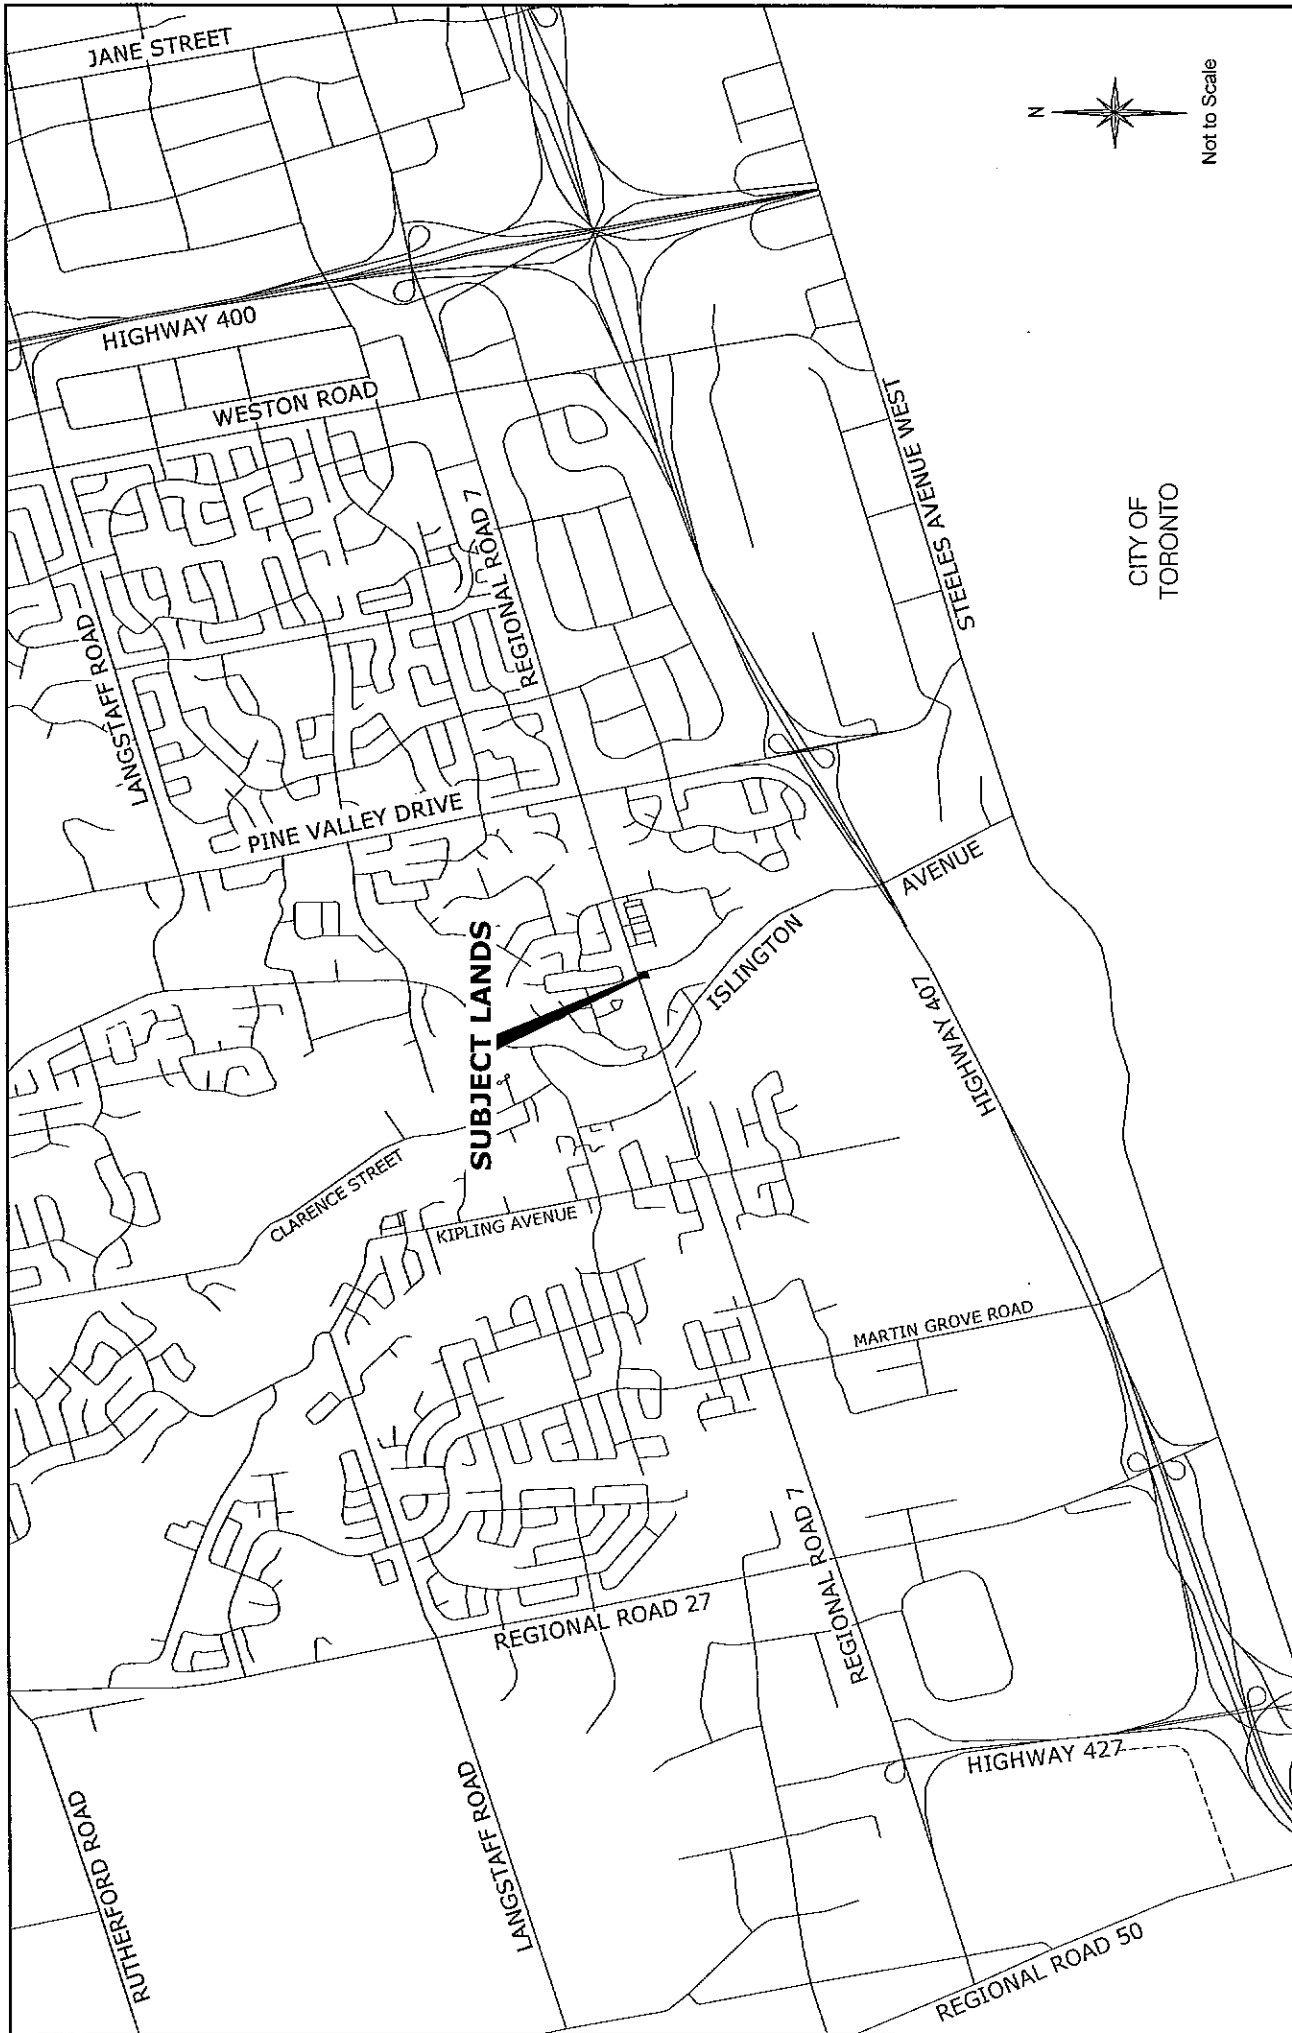 JANE STREET
HIGHWAY 400
WESTON ROAD
LANGSTAFF ROAD
REGIONAL ROAD 7
STEELES AVENUE WEST
N
Not to Scale
CITY OF
TORONTO
PINE VALLEY DRIVE
SUBJECT LANDS
ISLINGTON
AVENUE
HIGHWAY 407
CLARENCE STREET
KIPLING AVENUE
MARTIN GROVE ROAD
REGIONAL ROAD 7
REGIONAL ROAD 27
HIGHWAY 427
RUTHERFORD ROAD
LANGSTAFF ROAD
REGIONAL ROAD 50